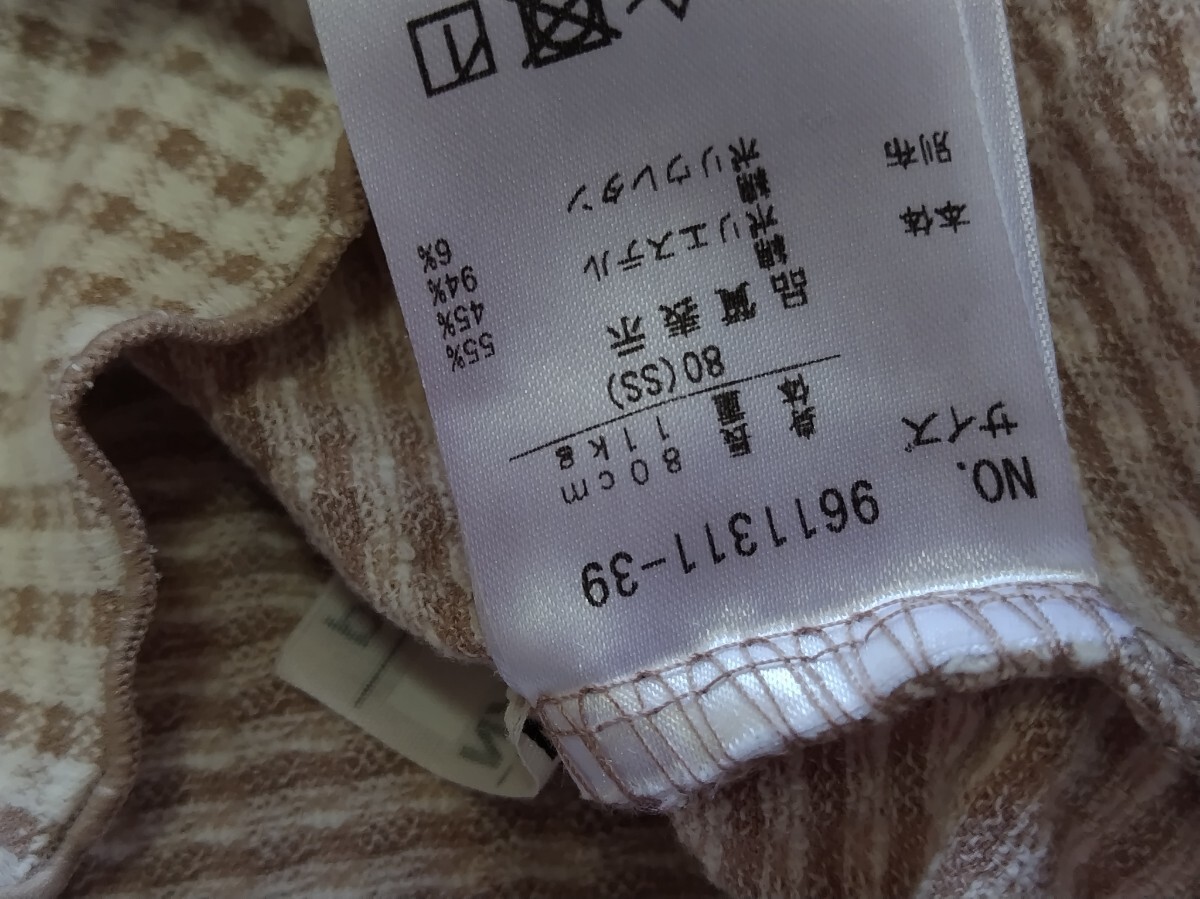 NO. 9611311-39
サイズ 身長 80cm
体重 11kg
80(SS)
品質表示
本体 綿 55%
ポリエステル 45%
別布 綿 94%
ポリウレタン 6%